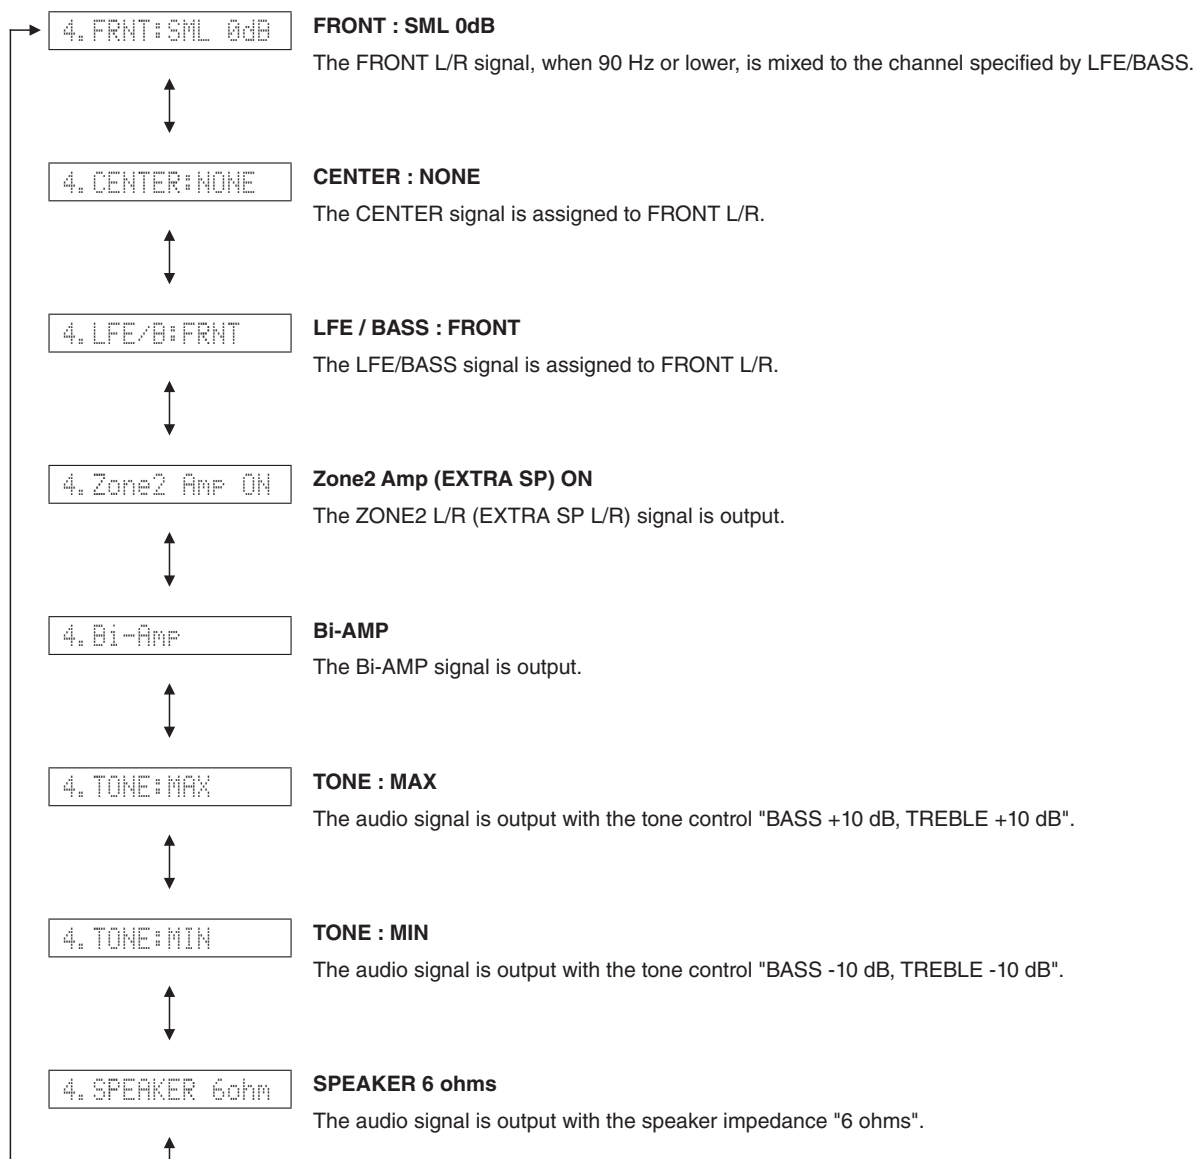 4.FRNT:SML 0dB
FRONT : SML 0dB
The FRONT L/R signal, when 90 Hz or lower, is mixed to the channel specified by LFE/BASS.
4.CENTER:NONE
CENTER : NONE
The CENTER signal is assigned to FRONT L/R.
4.LFE/B:FRNT
LFE / BASS : FRONT
The LFE/BASS signal is assigned to FRONT L/R.
4.Zone2 Amp ON
Zone2 Amp (EXTRA SP) ON
The ZONE2 L/R (EXTRA SP L/R) signal is output.
4.Bi-Amp
Bi-AMP
The Bi-AMP signal is output.
4.TONE:MAX
TONE : MAX
The audio signal is output with the tone control "BASS +10 dB, TREBLE +10 dB".
4.TONE:MIN
TONE : MIN
The audio signal is output with the tone control "BASS -10 dB, TREBLE -10 dB".
4.SPEAKER 6ohm
SPEAKER 6 ohms
The audio signal is output with the speaker impedance "6 ohms".